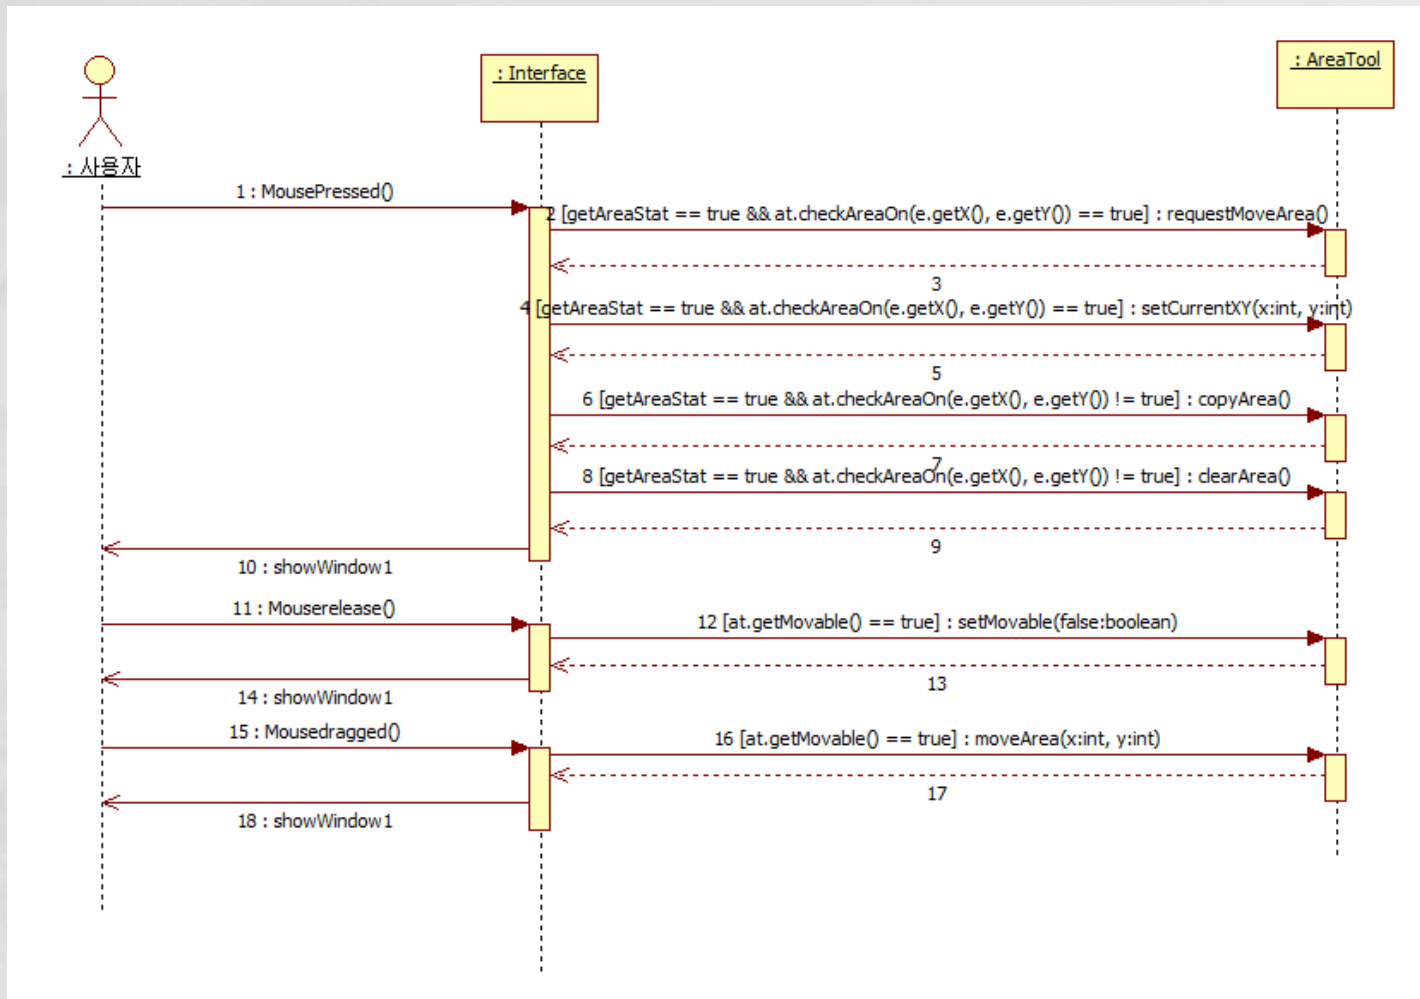 : Interface
: AreaTool
: 사용자
1 : MousePressed()
2 [getAreaStat == true && at.checkAreaOn(e.getX(), e.getY()) == true] : requestMoveArea()
3
4 [getAreaStat == true && at.checkAreaOn(e.getX(), e.getY()) == true] : setCurrentXY(x:int, y:int)
5
6 [getAreaStat == true && at.checkAreaOn(e.getX(), e.getY()) != true] : copyArea()
7
8 [getAreaStat == true && at.checkAreaOn(e.getX(), e.getY()) != true] : clearArea()
9
10 : showWindow1
11 : Mouserelease()
12 [at.getMovable() == true] : setMovable(false:boolean)
13
14 : showWindow1
15 : Mousedragged()
16 [at.getMovable() == true] : moveArea(x:int, y:int)
17
18 : showWindow1